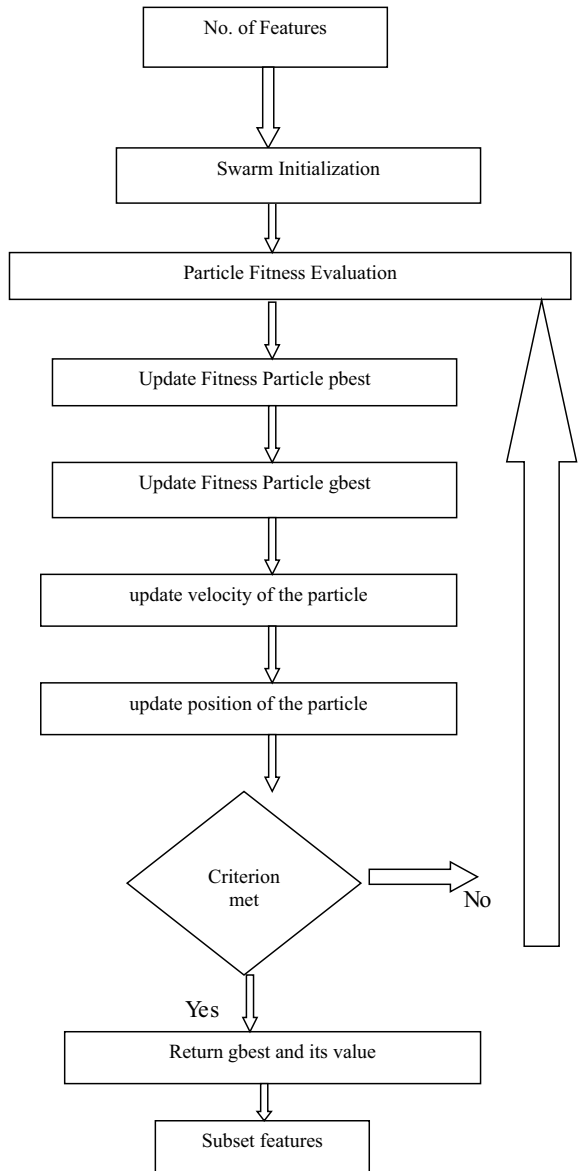 No. of Features
Swarm Initialization
Particle Fitness Evaluation
Update Fitness Particle pbest
Update Fitness Particle gbest
update velocity of the particle
update position of the particle
Criterion
met
No
Yes
Return gbest and its value
Subset features